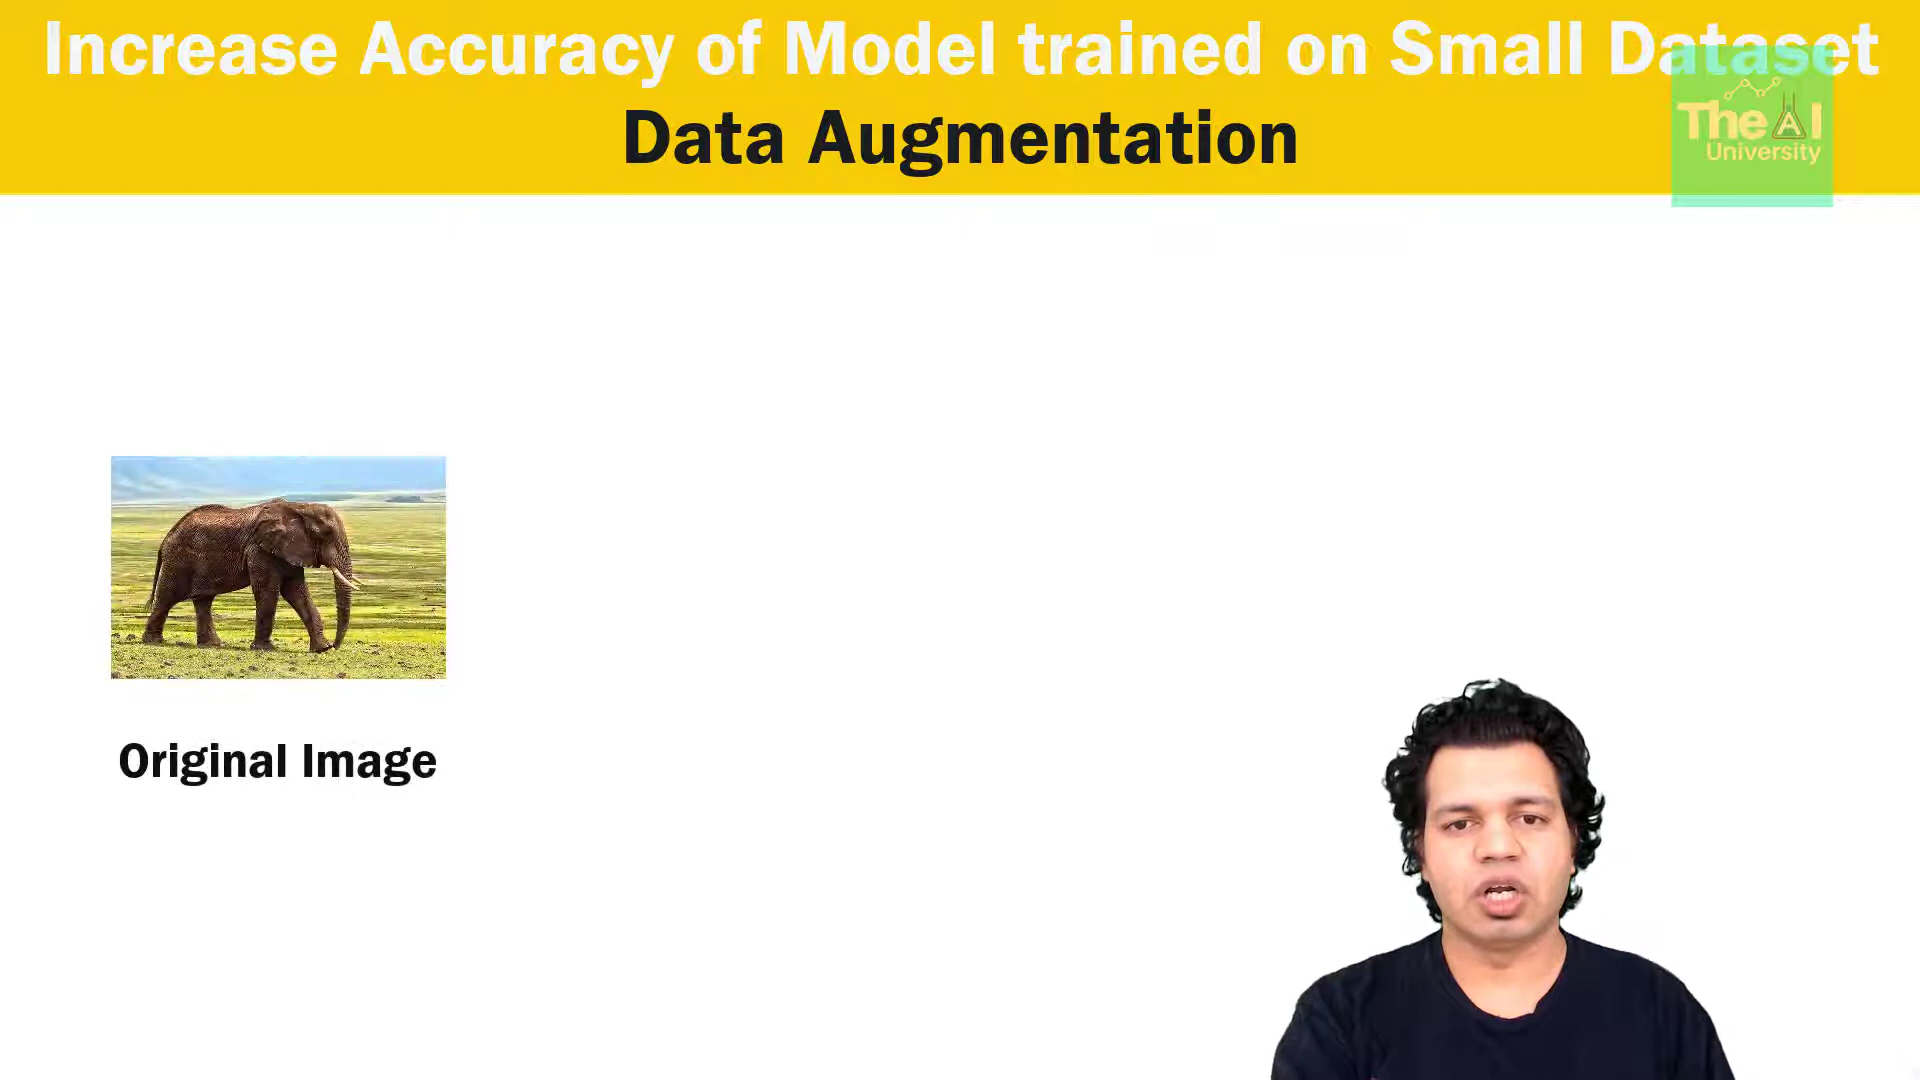 Increase Accuracy of Model trained on Small Dataset
Data Augmentation
The AI
University
Original Image